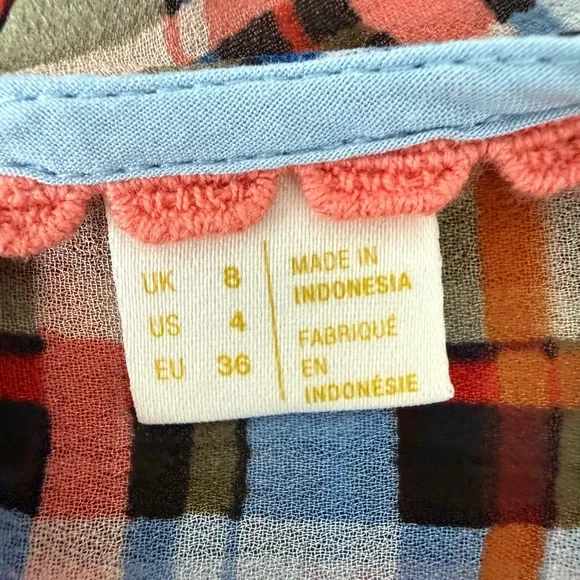 UK 8
US 4
EU 36
MADE IN
INDONESIA
FABRIQUÉ
EN
INDONÉSIE